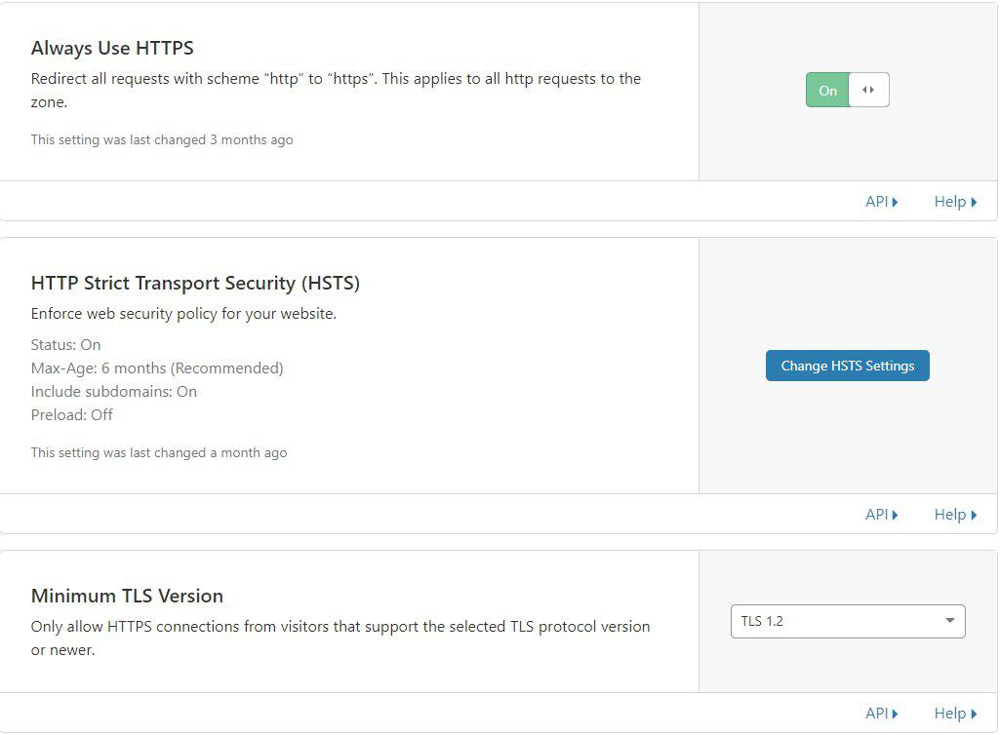 Always Use HTTPS
Redirect all requests with scheme “http” to “https”. This applies to all http requests to the
zone.
On
This setting was last changed 3 months ago
API
Help
HTTP Strict Transport Security (HSTS)
Enforce web security policy for your website.
Status: On
Max-Age: 6 months (Recommended)
Change HSTS Settings
Include subdomains: On
Preload: Off
This setting was last changed a month ago
API
Help
Minimum TLS Version
Only allow HTTPS connections from visitors that support the selected TLS protocol version
or newer.
TLS 1.2
API
Help